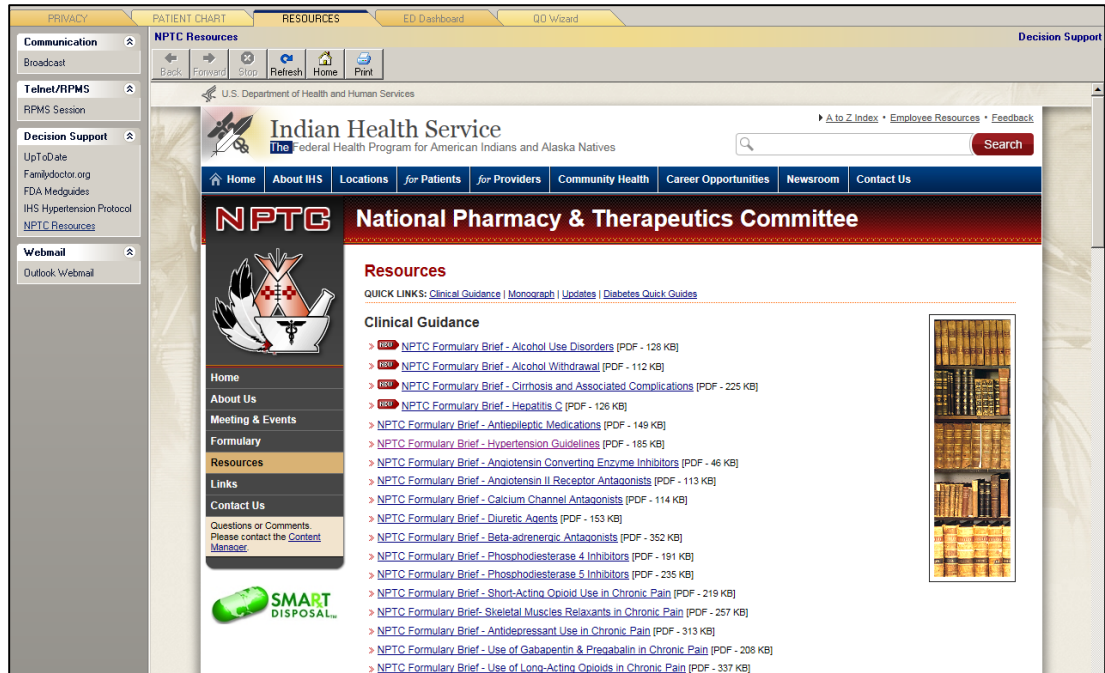 PRIVACY PATIENT CHART RESOURCES ED Dashboard QO Wizard
NPTC Resources Decision Support
Back Forward Stop Refresh Home Print
Communication
Broadcast
Telnet/RPMS
RPMS Session
Decision Support
UpToDate
Familydoctor.org
FDA Medguides
IHS Hypertension Protocol
NPTC Resources
Webmail
Outlook Webmail
U.S. Department of Health and Human Services
Indian Health Service
The Federal Health Program for American Indians and Alaska Natives
A to Z Index • Employee Resources • Feedback
Search
Home About IHS Locations for Patients for Providers Community Health Career Opportunities Newsroom Contact Us
NPTC National Pharmacy & Therapeutics Committee
Home
About Us
Meeting & Events
Formulary
Resources
Links
Contact Us
Questions or Comments.
Please contact the Content
Manager.
SMART
DISPOSAL™
Resources
QUICK LINKS: Clinical Guidance | Monograph | Updates | Diabetes Quick Guides
Clinical Guidance
» NEW NPTC Formulary Brief - Alcohol Use Disorders [PDF - 128 KB]
» NEW NPTC Formulary Brief - Alcohol Withdrawal [PDF - 112 KB]
» NEW NPTC Formulary Brief - Cirrhosis and Associated Complications [PDF - 225 KB]
» NEW NPTC Formulary Brief - Hepatitis C [PDF - 126 KB]
» NPTC Formulary Brief - Antiepileptic Medications [PDF - 149 KB]
» NPTC Formulary Brief - Hypertension Guidelines [PDF - 185 KB]
» NPTC Formulary Brief - Angiotensin Converting Enzyme Inhibitors [PDF - 46 KB]
» NPTC Formulary Brief - Angiotensin II Receptor Antagonists [PDF - 113 KB]
» NPTC Formulary Brief - Calcium Channel Antagonists [PDF - 114 KB]
» NPTC Formulary Brief - Diuretic Agents [PDF - 153 KB]
» NPTC Formulary Brief - Beta-adrenergic Antagonists [PDF - 352 KB]
» NPTC Formulary Brief - Phosphodiesterase 4 Inhibitors [PDF - 191 KB]
» NPTC Formulary Brief - Phosphodiesterase 5 Inhibitors [PDF - 235 KB]
» NPTC Formulary Brief - Short-Acting Opioid Use in Chronic Pain [PDF - 219 KB]
» NPTC Formulary Brief- Skeletal Muscles Relaxants in Chronic Pain [PDF - 257 KB]
» NPTC Formulary Brief - Antidepressant Use in Chronic Pain [PDF - 313 KB]
» NPTC Formulary Brief - Use of Gabapentin & Pregabalin in Chronic Pain [PDF - 208 KB]
» NPTC Formulary Brief - Use of Long-Acting Opioids in Chronic Pain [PDF - 337 KB]